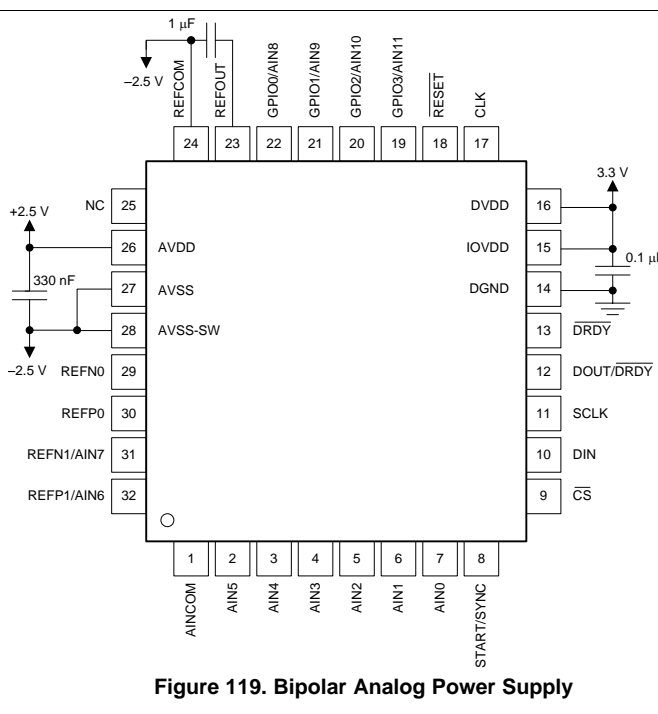 1 μF
–2.5 V
REFCOM
REFOUT
GPIO0/AIN8
GPIO1/AIN9
GPIO2/AIN10
GPIO3/AIN11
RESET
CLK
24
23
22
21
20
19
18
17
3.3 V
NC 25
DVDD 16
+2.5 V
26 AVDD
IOVDD 15
0.1 μF
330 nF
27 AVSS
DGND 14
28 AVSS-SW
13 DRDY
–2.5 V
REFN0 29
12 DOUT/DRDY
REFP0 30
11 SCLK
REFN1/AIN7 31
10 DIN
REFP1/AIN6 32
9 CS
1
2
3
4
5
6
7
8
AINCOM
AIN5
AIN4
AIN3
AIN2
AIN1
AIN0
START/SYNC
Figure 119. Bipolar Analog Power Supply